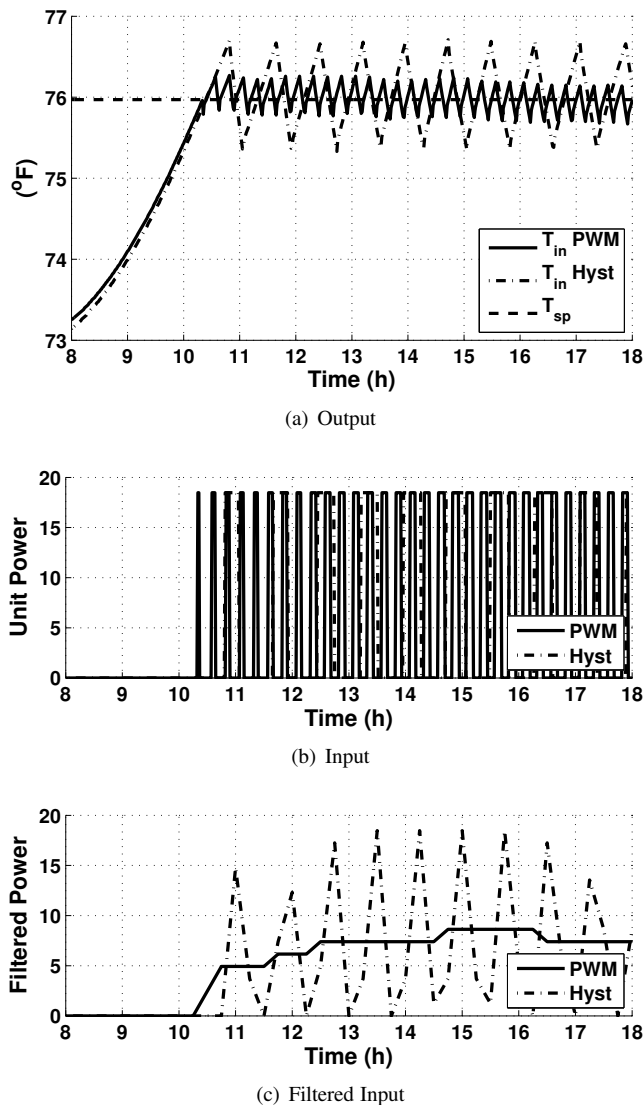 77
76
75
74
73
(°F)
T_in PWM
T_in Hyst
T_sp
8 9 10 11 12 13 14 15 16 17 18
Time (h)
(a) Output
20
15
10
5
0
Unit Power
PWM
Hyst
8 9 10 11 12 13 14 15 16 17 18
Time (h)
(b) Input
20
15
10
5
0
Filtered Power
PWM
Hyst
8 9 10 11 12 13 14 15 16 17 18
Time (h)
(c) Filtered Input